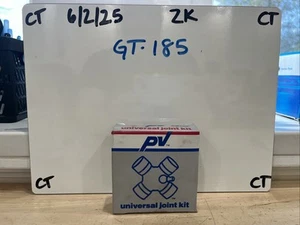 CT 6/2/25 ZK CT
GT-185
universal joint kit
PV
universal joint kit
CT CT